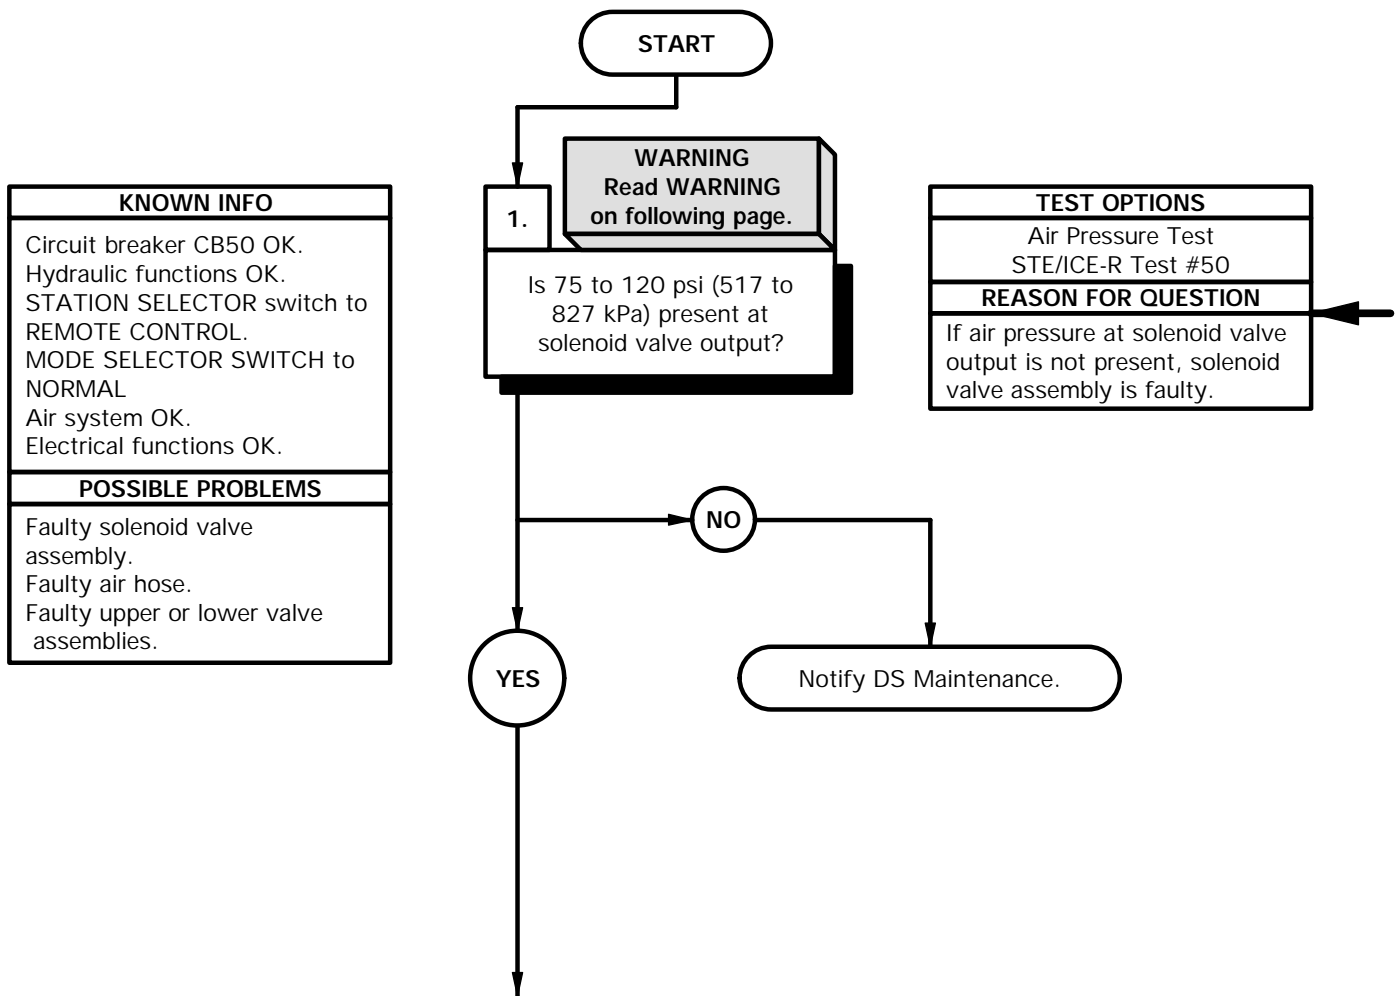 START
WARNING
Read WARNING
on following page.
1.
Is 75 to 120 psi (517 to
827 kPa) present at
solenoid valve output?
KNOWN INFO
Circuit breaker CB50 OK.
Hydraulic functions OK.
STATION SELECTOR switch to
REMOTE CONTROL.
MODE SELECTOR SWITCH to
NORMAL
Air system OK.
Electrical functions OK.
POSSIBLE PROBLEMS
Faulty solenoid valve
assembly.
Faulty air hose.
Faulty upper or lower valve
assemblies.
TEST OPTIONS
Air Pressure Test
STE/ICE-R Test #50
REASON FOR QUESTION
If air pressure at solenoid valve
output is not present, solenoid
valve assembly is faulty.
NO
YES
Notify DS Maintenance.